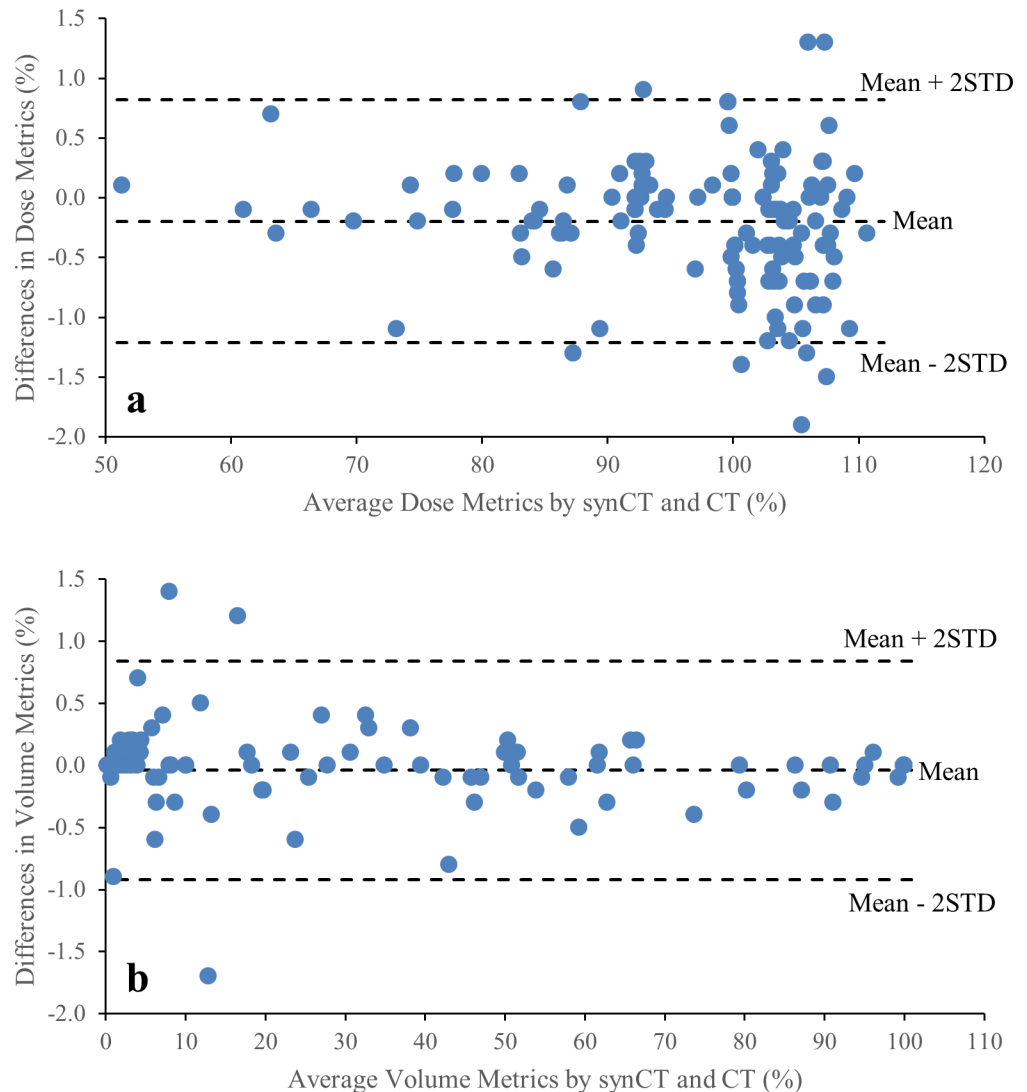 1.5
1.0
0.5
0.0
-0.5
-1.0
-1.5
-2.0
Differences in Dose Metrics (%)
Mean + 2STD
Mean
Mean - 2STD
a
50 60 70 80 90 100 110 120
Average Dose Metrics by synCT and CT (%)
1.5
1.0
0.5
0.0
-0.5
-1.0
-1.5
-2.0
Differences in Volume Metrics (%)
Mean + 2STD
Mean
Mean - 2STD
b
0 10 20 30 40 50 60 70 80 90 100 110
Average Volume Metrics by synCT and CT (%)